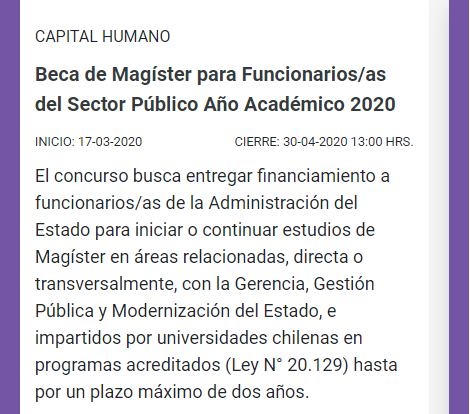 CAPITAL HUMANO
Beca de Magíster para Funcionarios/as
del Sector Público Año Académico 2020
INICIO: 17-03-2020 CIERRE: 30-04-2020 13:00 HRS.
El concurso busca entregar financiamiento a
funcionarios/as de la Administración del
Estado para iniciar o continuar estudios de
Magíster en áreas relacionadas, directa o
transversalmente, con la Gerencia, Gestión
Pública y Modernización del Estado, e
impartidos por universidades chilenas en
programas acreditados (Ley N° 20.129) hasta
por un plazo máximo de dos años.